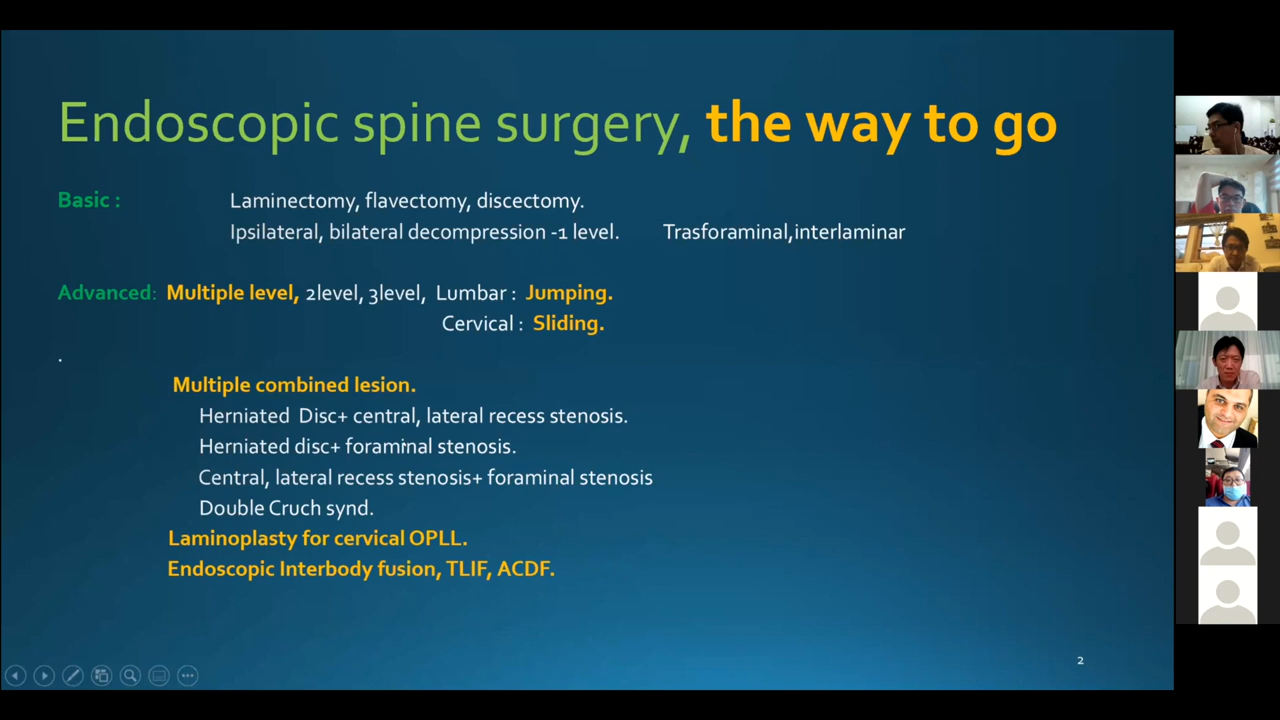 Endoscopic spine surgery, the way to go
Basic : Laminectomy, flavectomy, discectomy.
Ipsilateral, bilateral decompression -1 level. Trasforaminal,interlaminar
Advanced: Multiple level, 2level, 3level, Lumbar : Jumping.
Cervical : Sliding.
.
Multiple combined lesion.
Herniated Disc+ central, lateral recess stenosis.
Herniated disc+ foraminal stenosis.
Central, lateral recess stenosis+ foraminal stenosis
Double Cruch synd.
Laminoplasty for cervical OPLL.
Endoscopic Interbody fusion, TLIF, ACDF.
2